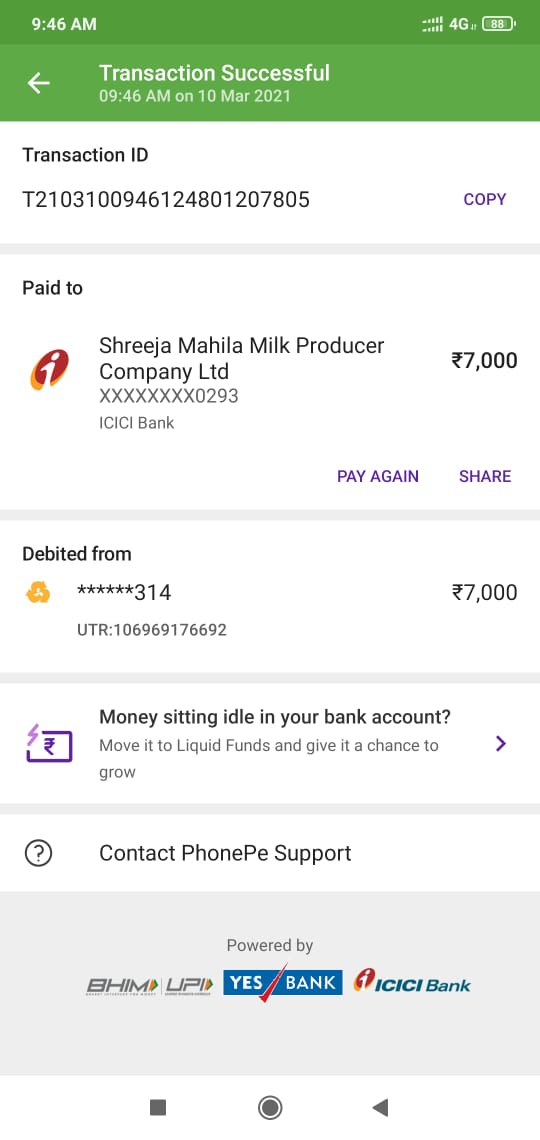 9:46 AM
4G
88
Transaction Successful
09:46 AM on 10 Mar 2021
Transaction ID
T2103100946124801207805
COPY
Paid to
Shreeja Mahila Milk Producer
Company Ltd
₹7,000
XXXXXXXX0293
ICICI Bank
PAY AGAIN
SHARE
Debited from
******314
₹7,000
UTR:106969176692
Money sitting idle in your bank account?
Move it to Liquid Funds and give it a chance to
grow
Contact PhonePe Support
Powered by
BHIM UPI YES BANK ICICI Bank